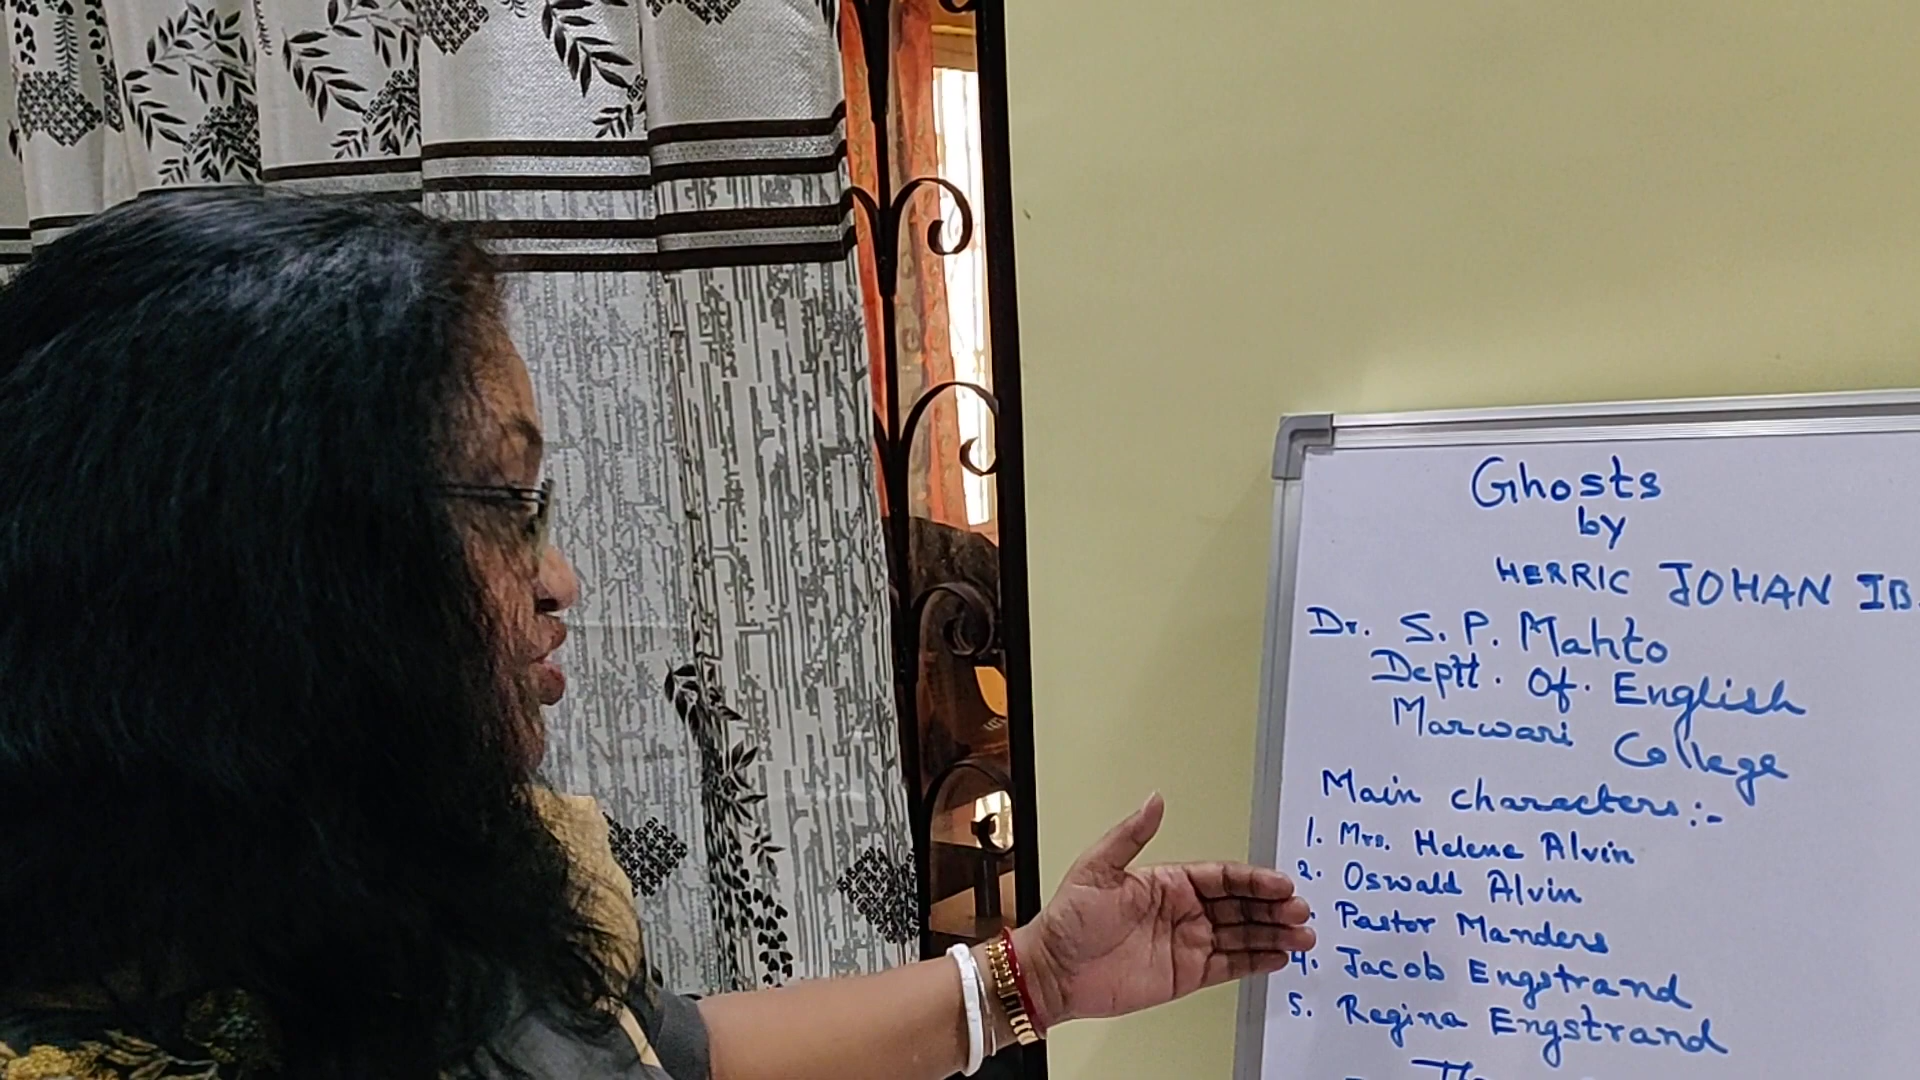 Ghosts
by
HERRIC JOHAN IB
Dr. S. P. Mahto
Deptt. Of. English
Marwari College
Main characters:-
1. Mrs. Helene Alvin
2. Oswald Alvin
Pastor Manders
4. Jacob Engstrand
5. Regina Engstrand